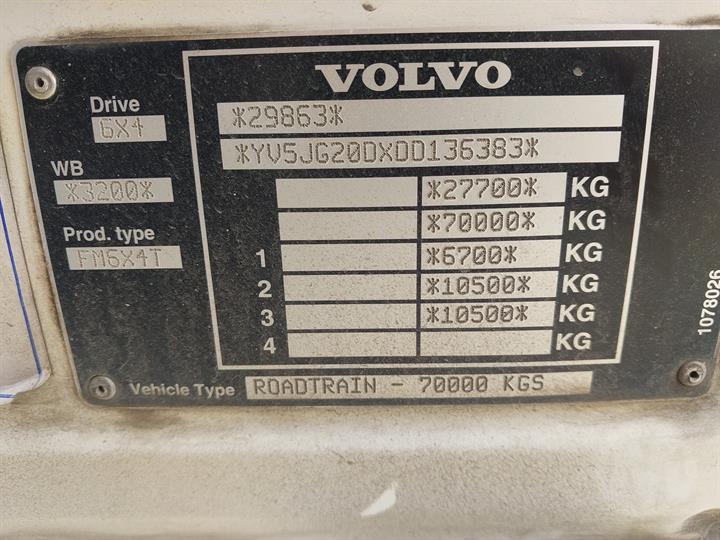 VOLVO
Drive
6X4
*29863*
*YV5JG20DXDD136383*
WB
*3200*
*27700* KG
*70000* KG
Prod. type
FM6X4T
1 *6700* KG
2 *10500* KG
3 *10500* KG
4 KG
Vehicle Type ROADTRAIN - 70000 KGS
1078026